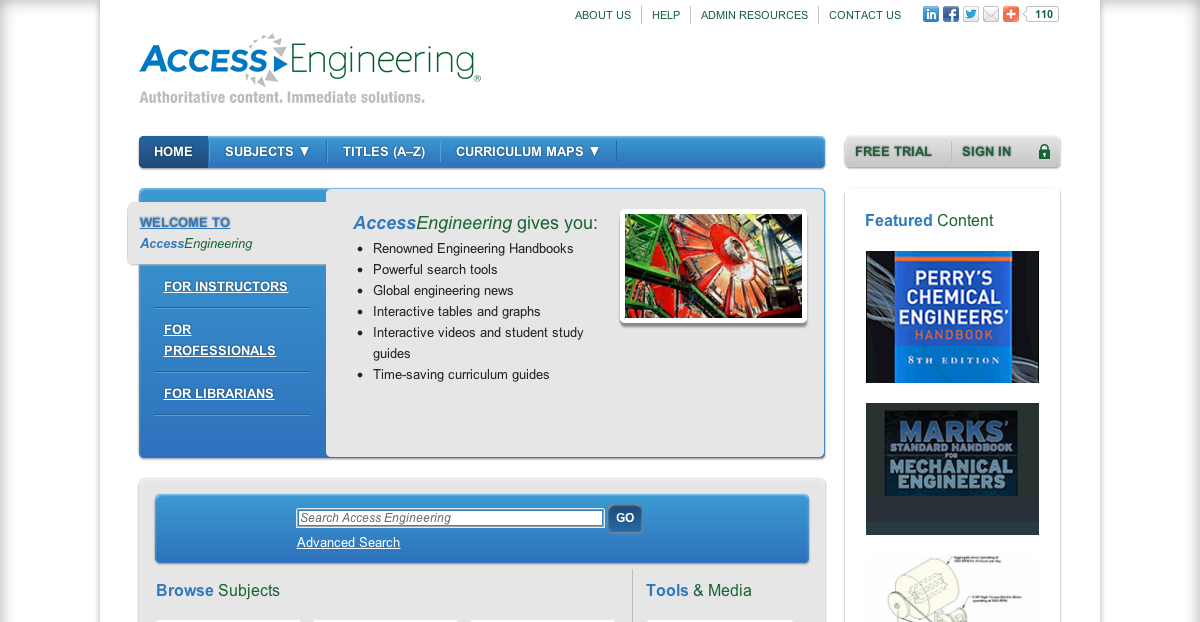 ABOUT US
HELP
ADMIN RESOURCES
CONTACT US
110
ACCESS Engineering®
Authoritative content. Immediate solutions.
HOME
SUBJECTS ▼
TITLES (A–Z)
CURRICULUM MAPS ▼
FREE TRIAL
SIGN IN
WELCOME TO
AccessEngineering
FOR INSTRUCTORS
FOR
PROFESSIONALS
FOR LIBRARIANS
AccessEngineering gives you:
• Renowned Engineering Handbooks
• Powerful search tools
• Global engineering news
• Interactive tables and graphs
• Interactive videos and student study
guides
• Time-saving curriculum guides
Featured Content
PERRY'S
CHEMICAL
ENGINEERS'
HANDBOOK
8TH EDITION
MARKS'
STANDARD HANDBOOK
FOR
MECHANICAL
ENGINEERS
Search Access Engineering
GO
Advanced Search
Browse Subjects
Tools & Media